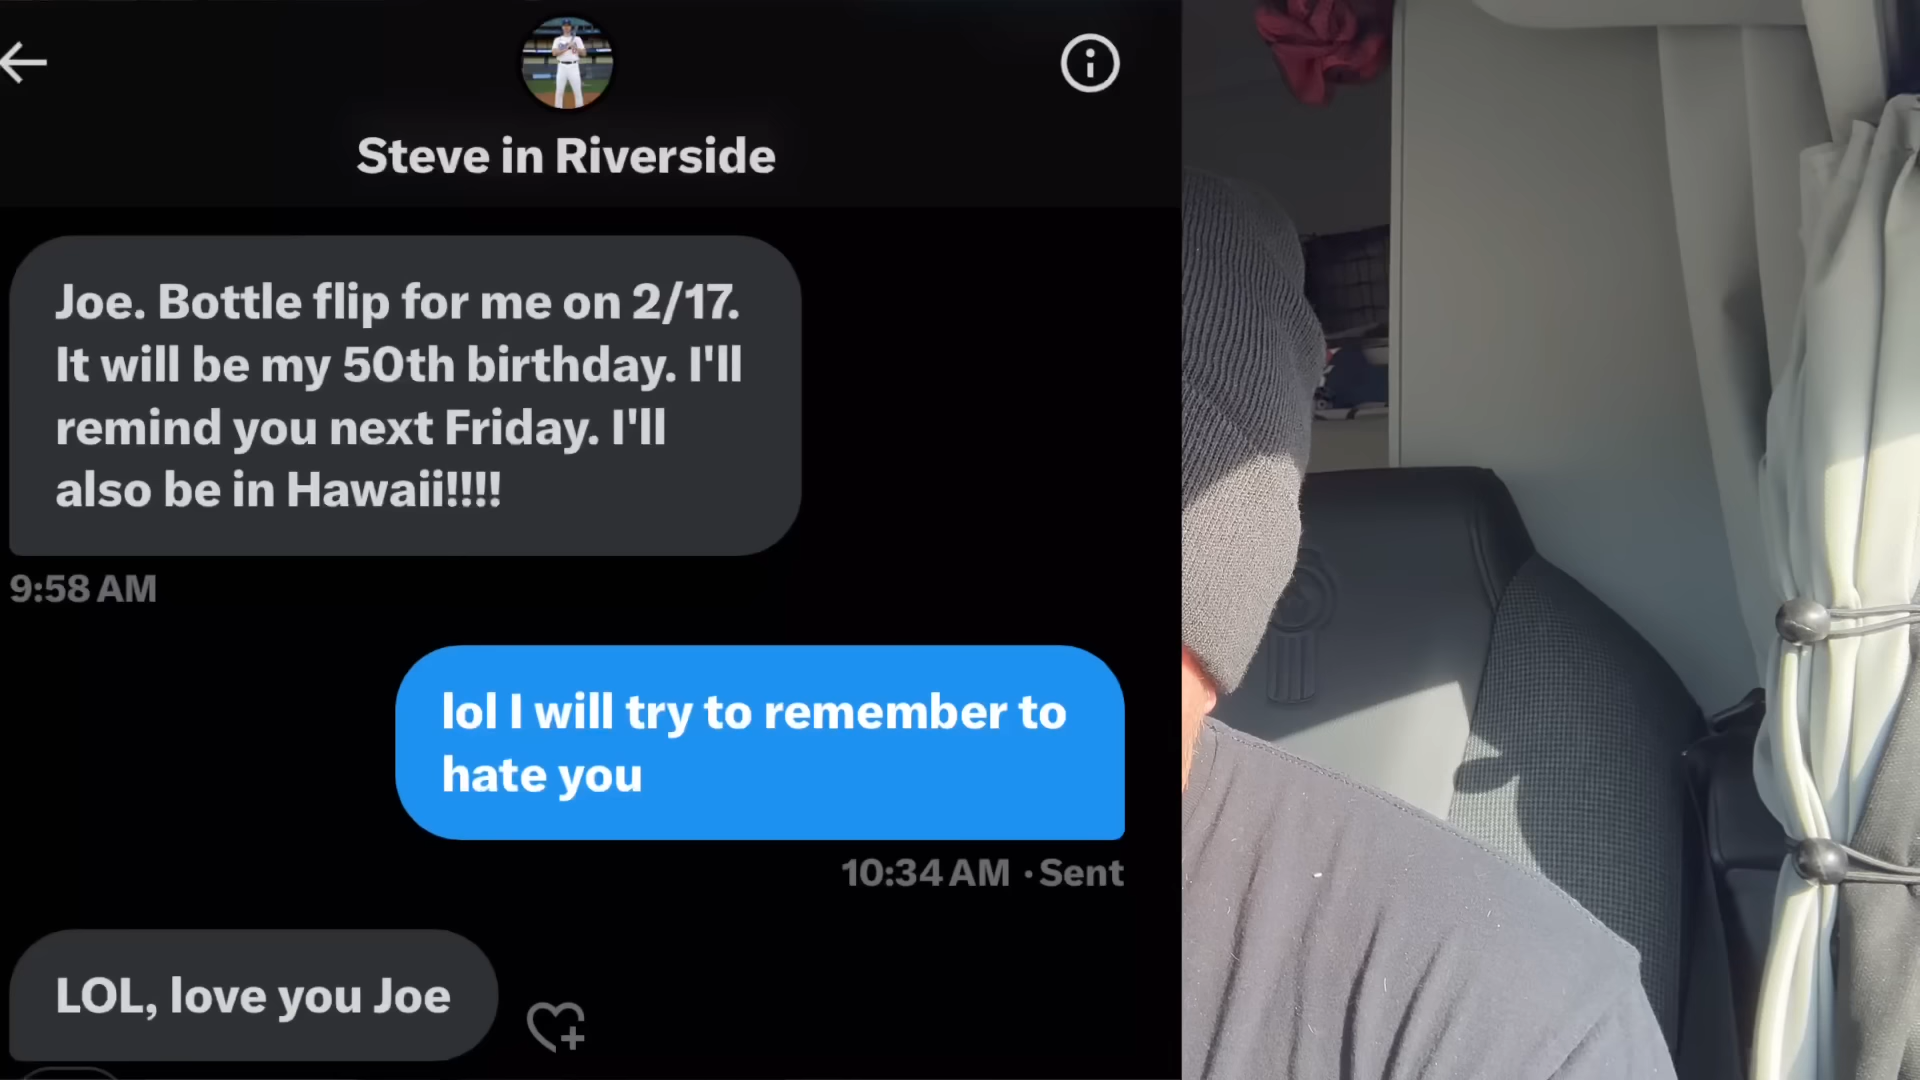 Steve in Riverside
Joe. Bottle flip for me on 2/17.
It will be my 50th birthday. I'll
remind you next Friday. I'll
also be in Hawaii!!!!
9:58 AM
lol I will try to remember to
hate you
10:34 AM · Sent
LOL, love you Joe